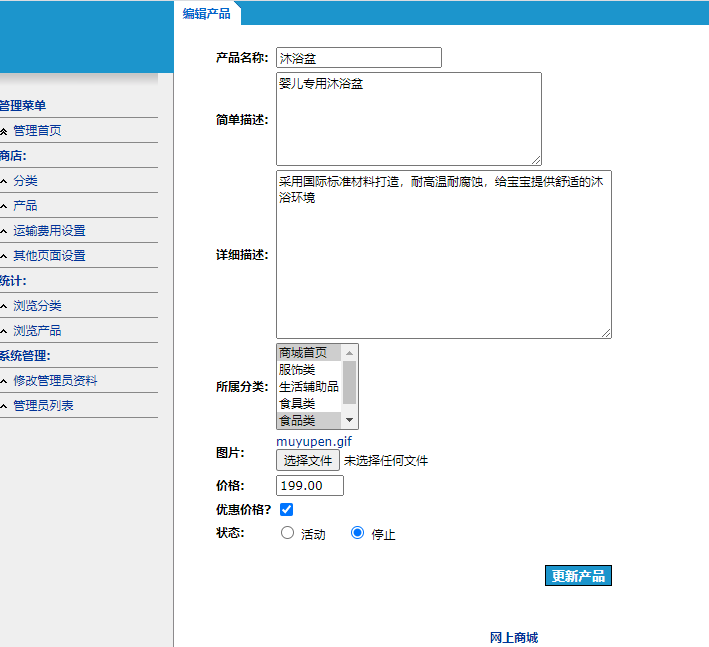 编辑产品
管理菜单
管理首页
商店:
分类
产品
运输费用设置
其他页面设置
统计:
浏览分类
浏览产品
系统管理:
修改管理员资料
管理员列表
产品名称: 沐浴盆
简单描述: 婴儿专用沐浴盆
详细描述: 采用国际标准材料打造，耐高温耐腐蚀，给宝宝提供舒适的沐
浴环境
所属分类: 商城首页
服饰类
生活辅助品
食具类
食品类
图片: muyupen.gif
选择文件 未选择任何文件
价格: 199.00
优惠价格?
状态: 活动 停止
更新产品
网上商城